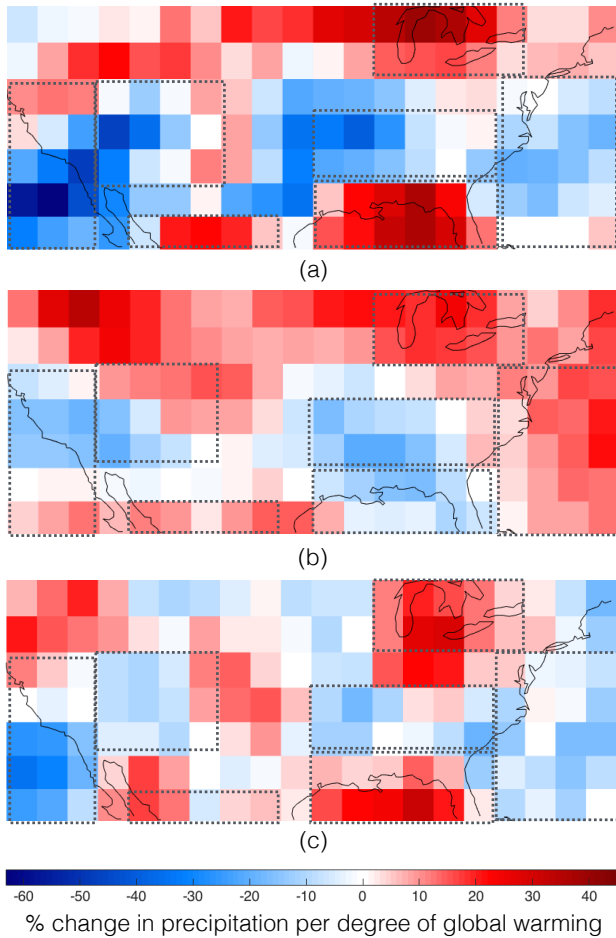 (a)
(b)
(c)
-60 -50 -40 -30 -20 -10 0 10 20 30 40
% change in precipitation per degree of global warming